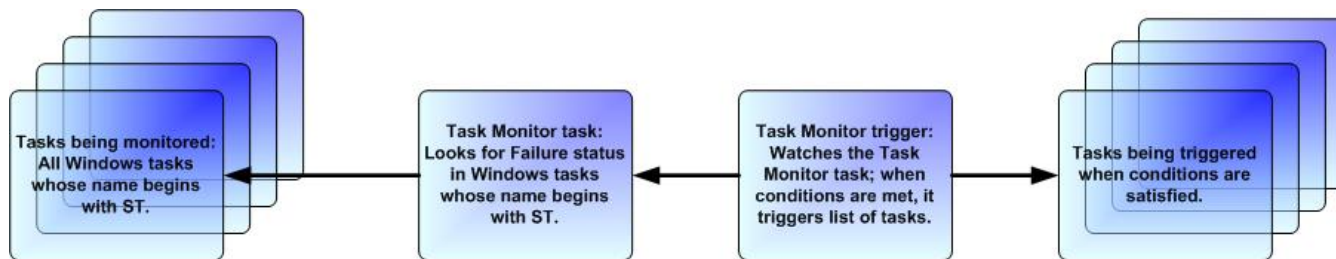 Tasks being monitored:
All Windows tasks
whose name begins
with ST.
Task Monitor task:
Looks for Failure status
in Windows tasks
whose name begins
with ST.
Task Monitor trigger:
Watches the Task
Monitor task; when
conditions are met, it
triggers list of tasks.
Tasks being triggered
when conditions are
satisfied.